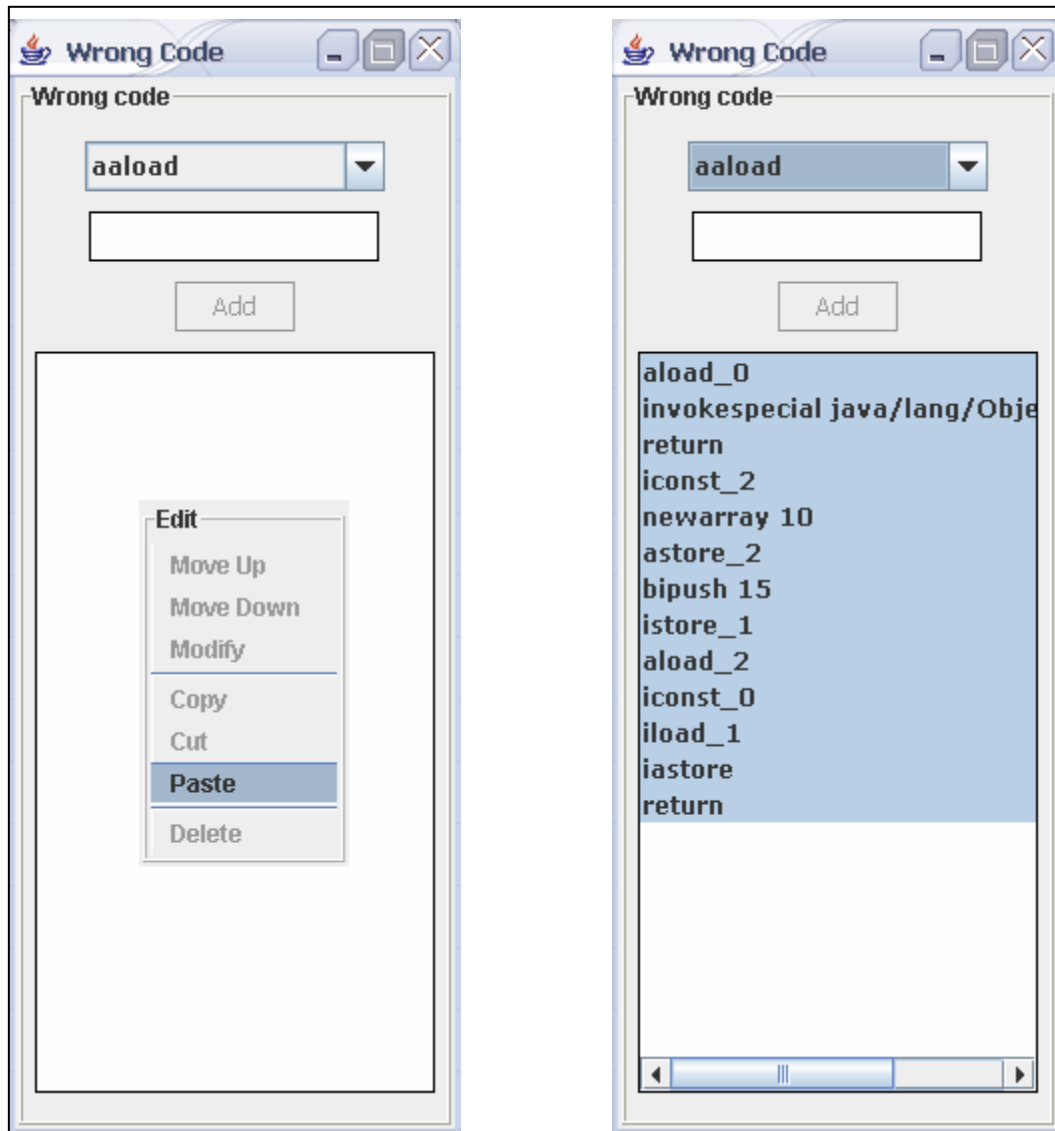 Wrong Code
Wrong code
aaload
Add
Edit
Move Up
Move Down
Modify
Copy
Cut
Paste
Delete
Wrong Code
Wrong code
aaload
Add
aload_0
invokespecial java/lang/Obje
return
iconst_2
newarray 10
astore_2
bipush 15
istore_1
aload_2
iconst_0
iload_1
iastore
return